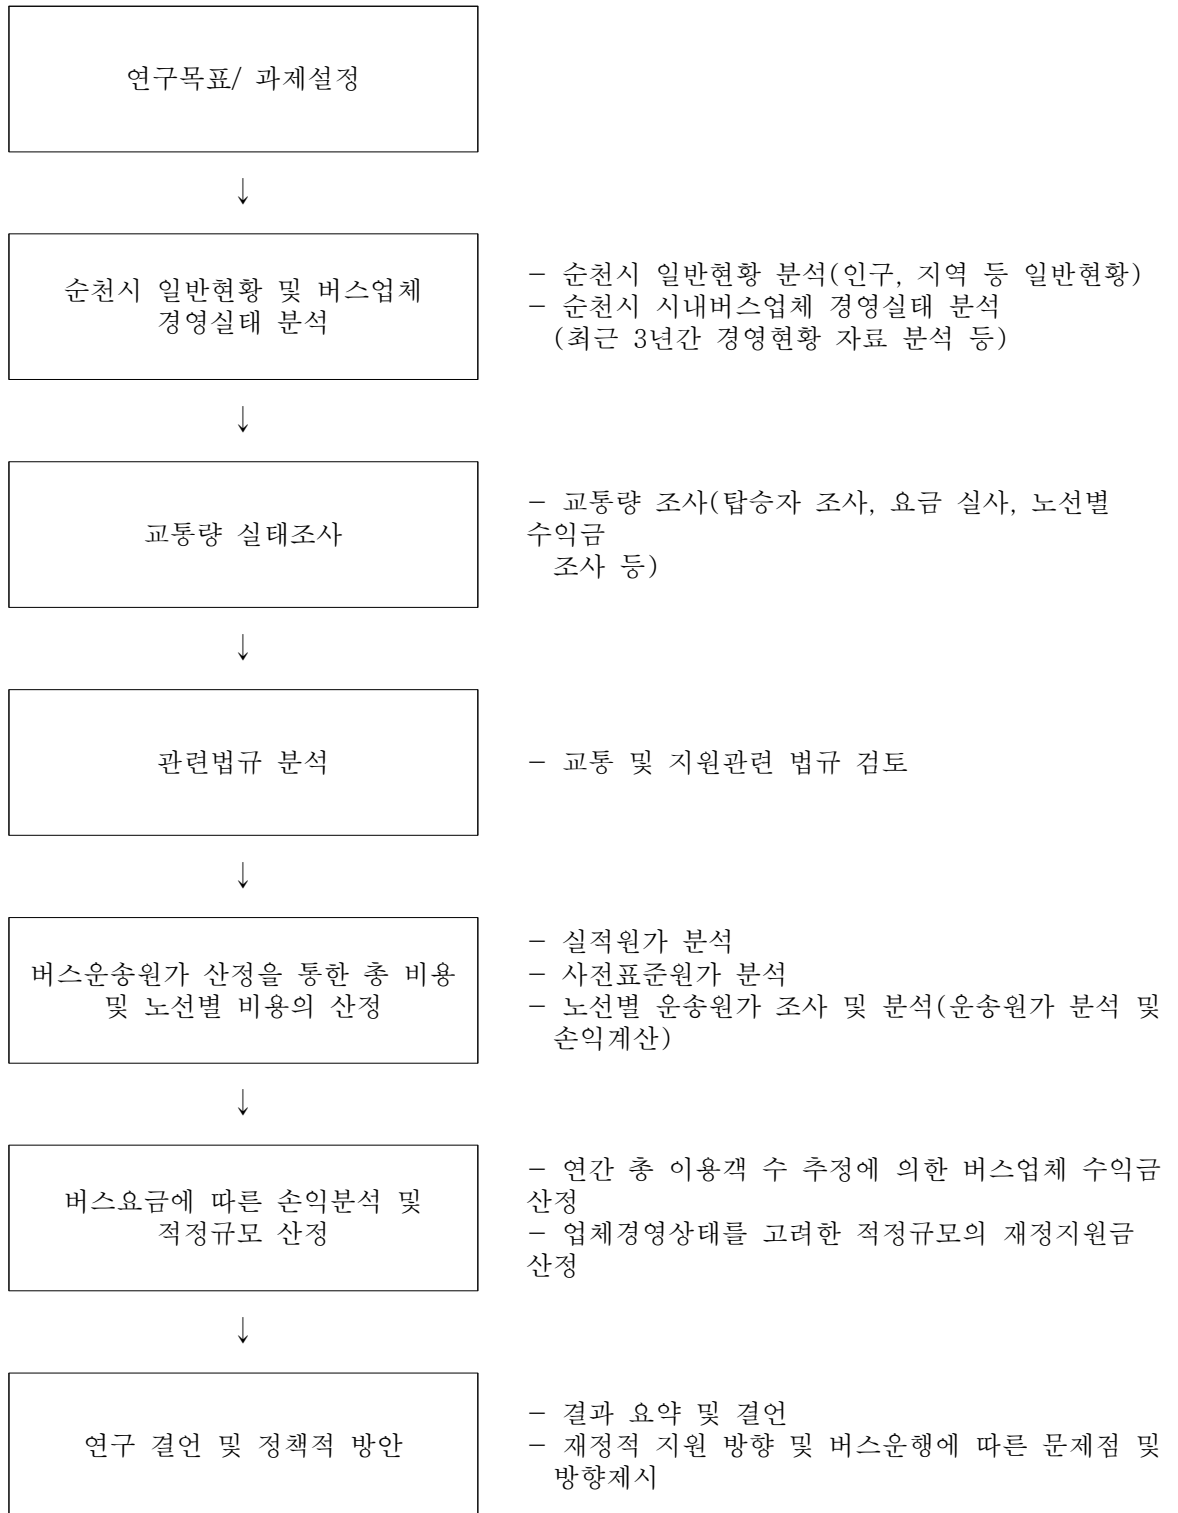 연구목표/ 과제설정
↓
순천시 일반현황 및 버스업체
경영실태 분석
- 순천시 일반현황 분석(인구, 지역 등 일반현황)
- 순천시 시내버스업체 경영실태 분석
(최근 3년간 경영현황 자료 분석 등)
↓
교통량 실태조사
- 교통량 조사(탑승자 조사, 요금 실사, 노선별
수익금
조사 등)
↓
관련법규 분석
- 교통 및 지원관련 법규 검토
↓
버스운송원가 산정을 통한 총 비용
및 노선별 비용의 산정
- 실적원가 분석
- 사전표준원가 분석
- 노선별 운송원가 조사 및 분석(운송원가 분석 및
손익계산)
↓
버스요금에 따른 손익분석 및
적정규모 산정
- 연간 총 이용객 수 추정에 의한 버스업체 수익금
산정
- 업체경영상태를 고려한 적정규모의 재정지원금
산정
↓
연구 결언 및 정책적 방안
- 결과 요약 및 결언
- 재정적 지원 방향 및 버스운행에 따른 문제점 및
방향제시